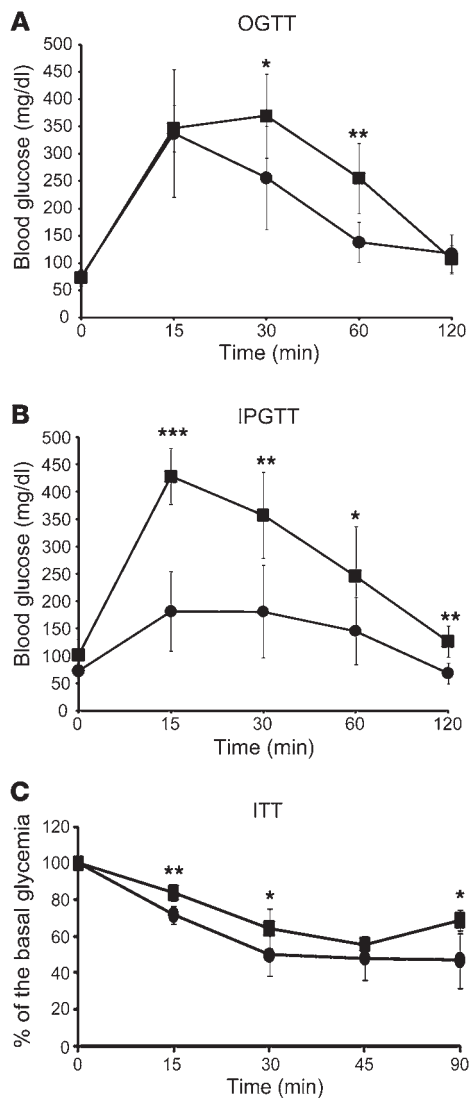 A
OGTT
Blood glucose (mg/dl)
500
450
400
350
300
250
200
150
100
50
0
*
**
0 15 30 60 120
Time (min)
B
IPGTT
Blood glucose (mg/dl)
500
450
400
350
300
250
200
150
100
50
0
***
**
*
**
0 15 30 60 120
Time (min)
C
ITT
% of the basal glycemia
120
100
80
60
40
20
0
**
*
*
0 15 30 45 90
Time (min)